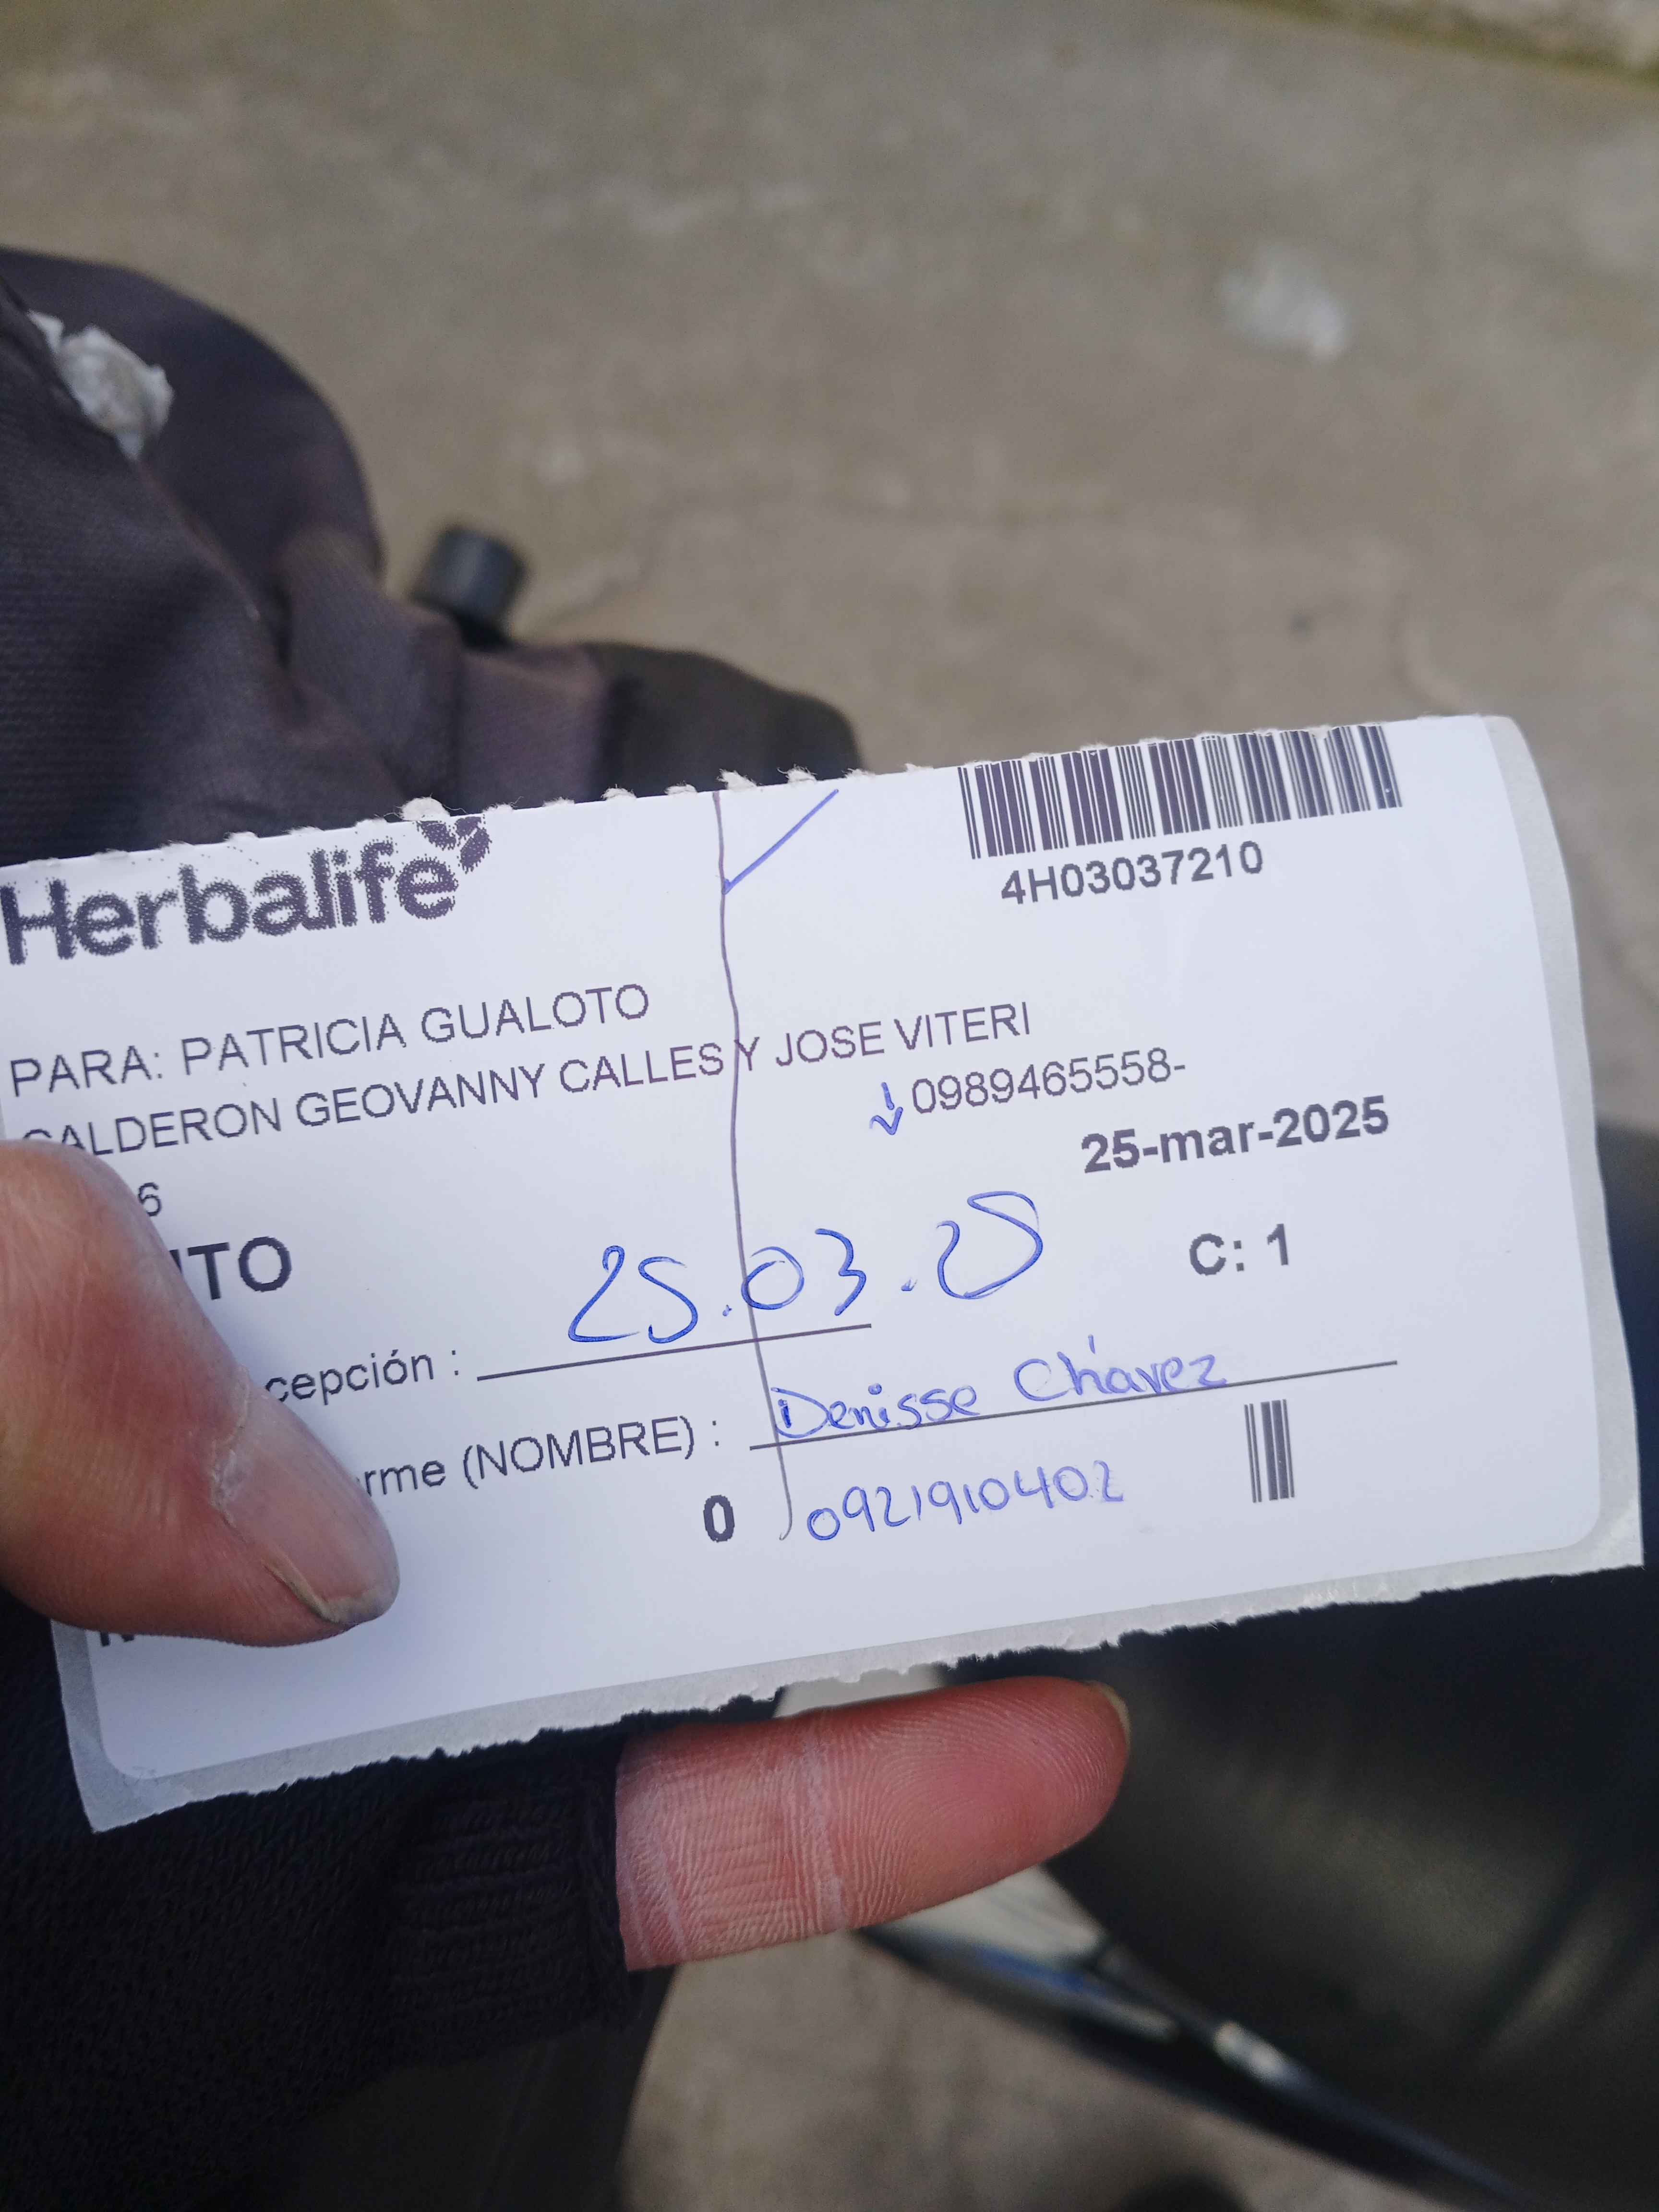 Herbalife
4H03037210
PARA: PATRICIA GUALOTO
CALDERON GEOVANNY CALLES Y JOSE VITERI
0989465558-
6
25-mar-2025
ITO
C: 1
cepción : 25.03.25
rme (NOMBRE) : Denisse Chávez
0 0921910402